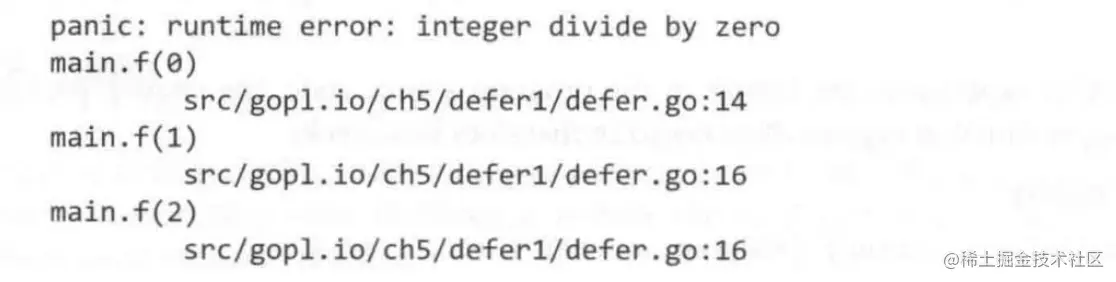 panic: runtime error: integer divide by zero
main.f(0)
src/gopl.io/ch5/defer1/defer.go:14
main.f(1)
src/gopl.io/ch5/defer1/defer.go:16
main.f(2)
src/gopl.io/ch5/defer1/defer.go:16
@稀土掘金技术社区